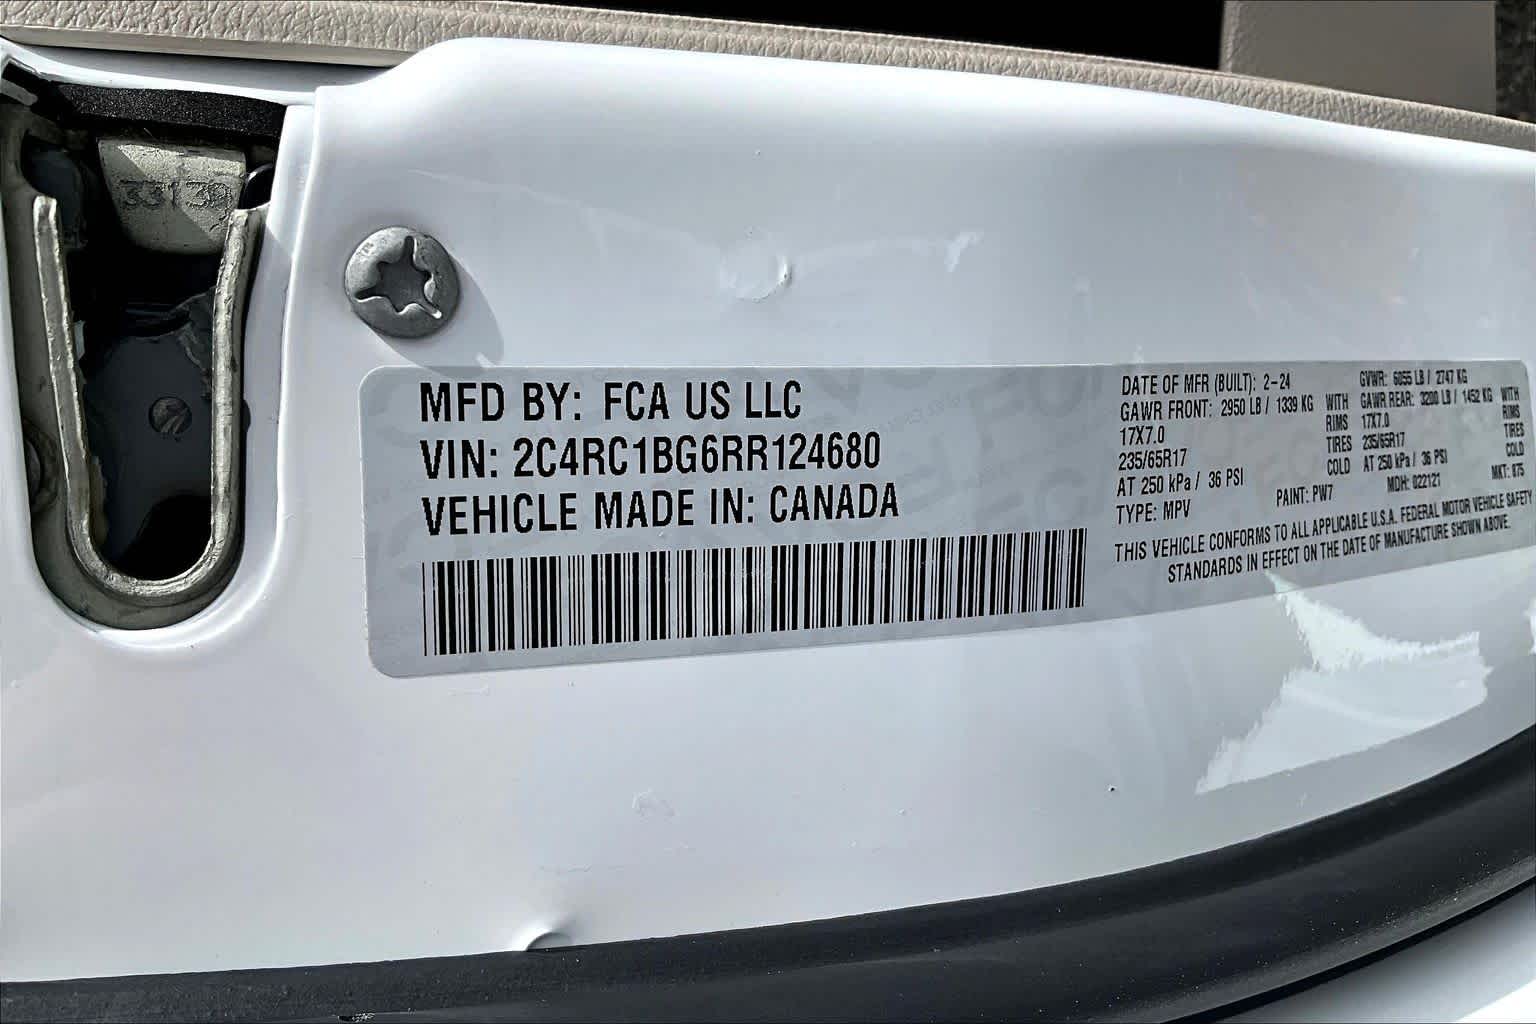 33139
MFD BY: FCA US LLC
VIN: 2C4RC1BG6RR124680
VEHICLE MADE IN: CANADA
DATE OF MFR (BUILT): 2-24 GVWR: 6055 LB / 2747 KG
GAWR FRONT: 2950 LB / 1339 KG WITH GAWR REAR: 3200 LB / 1452 KG WITH
17X7.0 RIMS 17X7.0 RIMS
235/65R17 TIRES 235/65R17 TIRES
AT 250 kPa / 36 PSI COLD AT 250 kPa / 36 PSI COLD
TYPE: MPV PAINT: PW7 MDH: 022121 MKT: 875
THIS VEHICLE CONFORMS TO ALL APPLICABLE U.S.A. FEDERAL MOTOR VEHICLE SAFETY
STANDARDS IN EFFECT ON THE DATE OF MANUFACTURE SHOWN ABOVE.